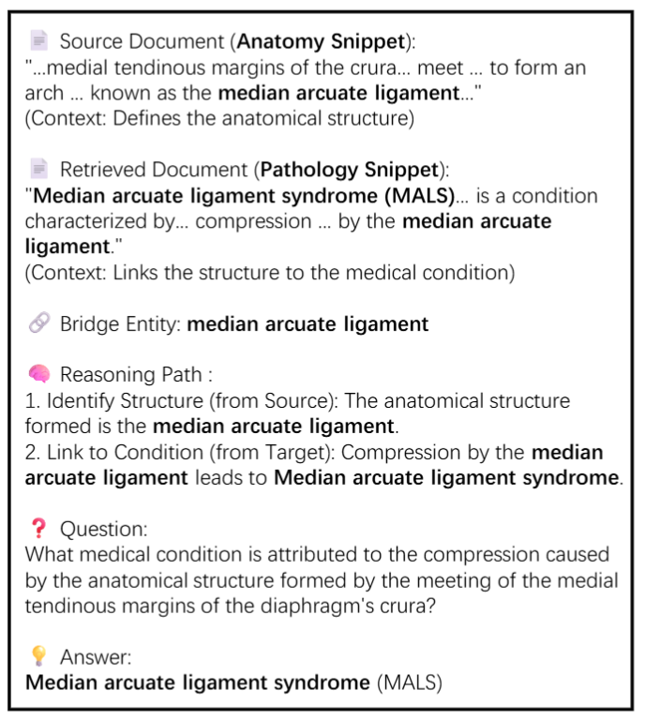 Source Document (Anatomy Snippet):
"...medial tendinous margins of the crura... meet ... to form an
arch ... known as the median arcuate ligament..."
(Context: Defines the anatomical structure)
Retrieved Document (Pathology Snippet):
"Median arcuate ligament syndrome (MALS)... is a condition
characterized by... compression ... by the median arcuate
ligament."
(Context: Links the structure to the medical condition)
Bridge Entity: median arcuate ligament
Reasoning Path :
1. Identify Structure (from Source): The anatomical structure
formed is the median arcuate ligament.
2. Link to Condition (from Target): Compression by the median
arcuate ligament leads to Median arcuate ligament syndrome.
Question:
What medical condition is attributed to the compression caused
by the anatomical structure formed by the meeting of the medial
tendinous margins of the diaphragm's crura?
Answer:
Median arcuate ligament syndrome (MALS)